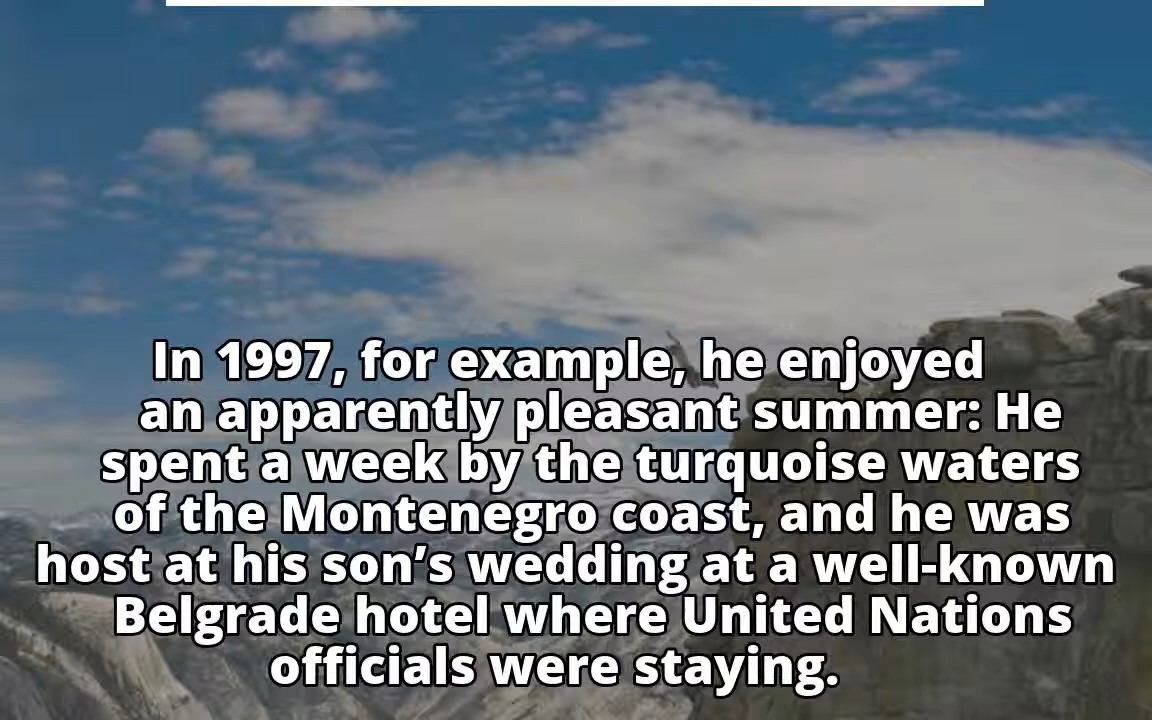 In 1997, for example, he enjoyed
an apparently pleasant summer: He
spent a week by the turquoise waters
of the Montenegro coast, and he was
host at his son’s wedding at a well-known
Belgrade hotel where United Nations
officials were staying.